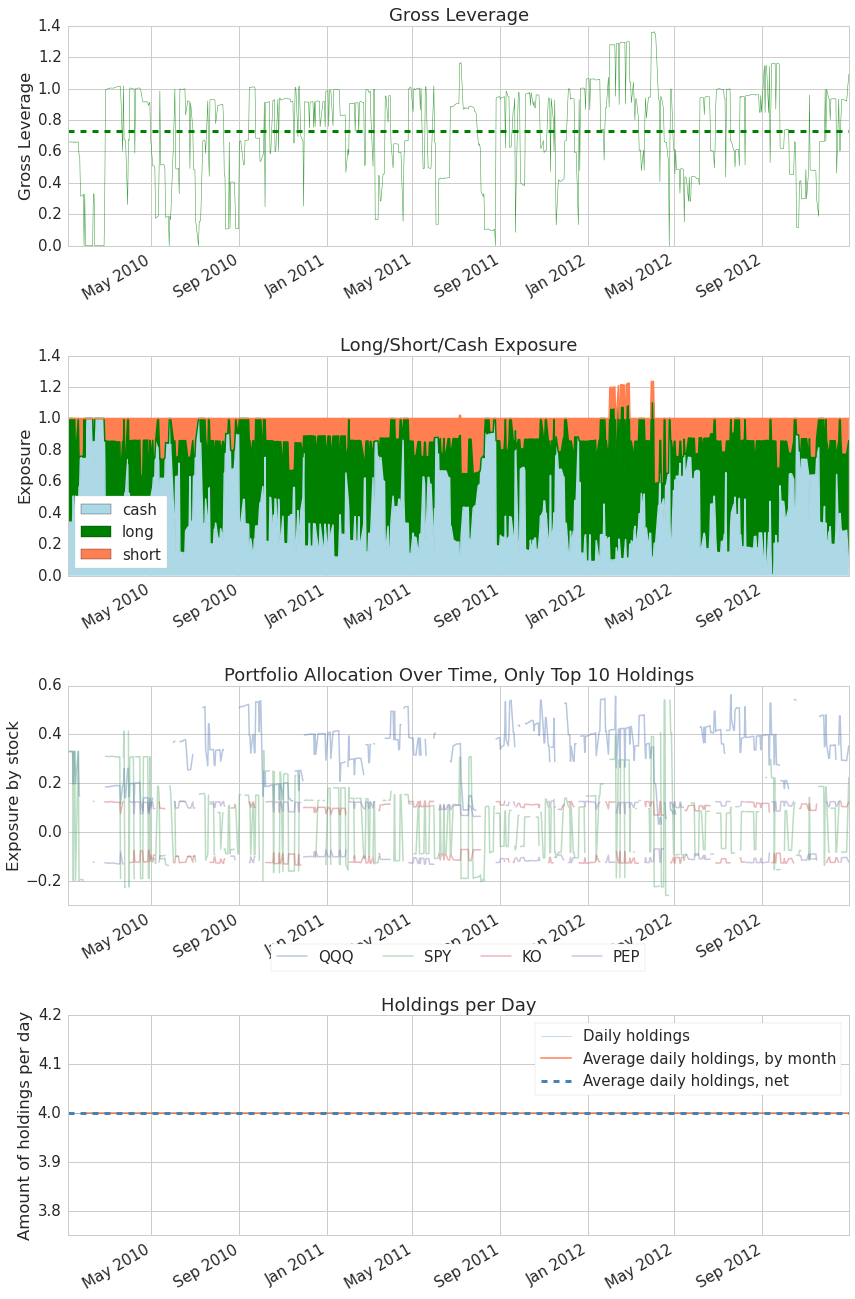 Gross Leverage
Gross Leverage
1.4
1.2
1.0
0.8
0.6
0.4
0.2
0.0
May 2010
Sep 2010
Jan 2011
May 2011
Sep 2011
Jan 2012
May 2012
Sep 2012
Long/Short/Cash Exposure
Exposure
1.4
1.2
1.0
0.8
0.6
0.4
0.2
0.0
cash
long
short
May 2010
Sep 2010
Jan 2011
May 2011
Sep 2011
Jan 2012
May 2012
Sep 2012
Portfolio Allocation Over Time, Only Top 10 Holdings
Exposure by stock
0.6
0.4
0.2
0.0
−0.2
May 2010
Sep 2010
Jan 2011
May 2011
Sep 2011
Jan 2012
May 2012
Sep 2012
QQQ SPY KO PEP
Holdings per Day
Amount of holdings per day
4.2
4.1
4.0
3.9
3.8
Daily holdings
Average daily holdings, by month
Average daily holdings, net
May 2010
Sep 2010
Jan 2011
May 2011
Sep 2011
Jan 2012
May 2012
Sep 2012